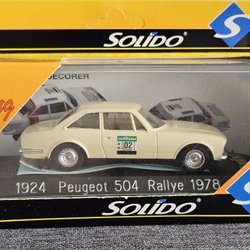 SOLIDO
S
DECORER
02
1924 Peugeot 504 Rallye 1978
SOLIDO
S